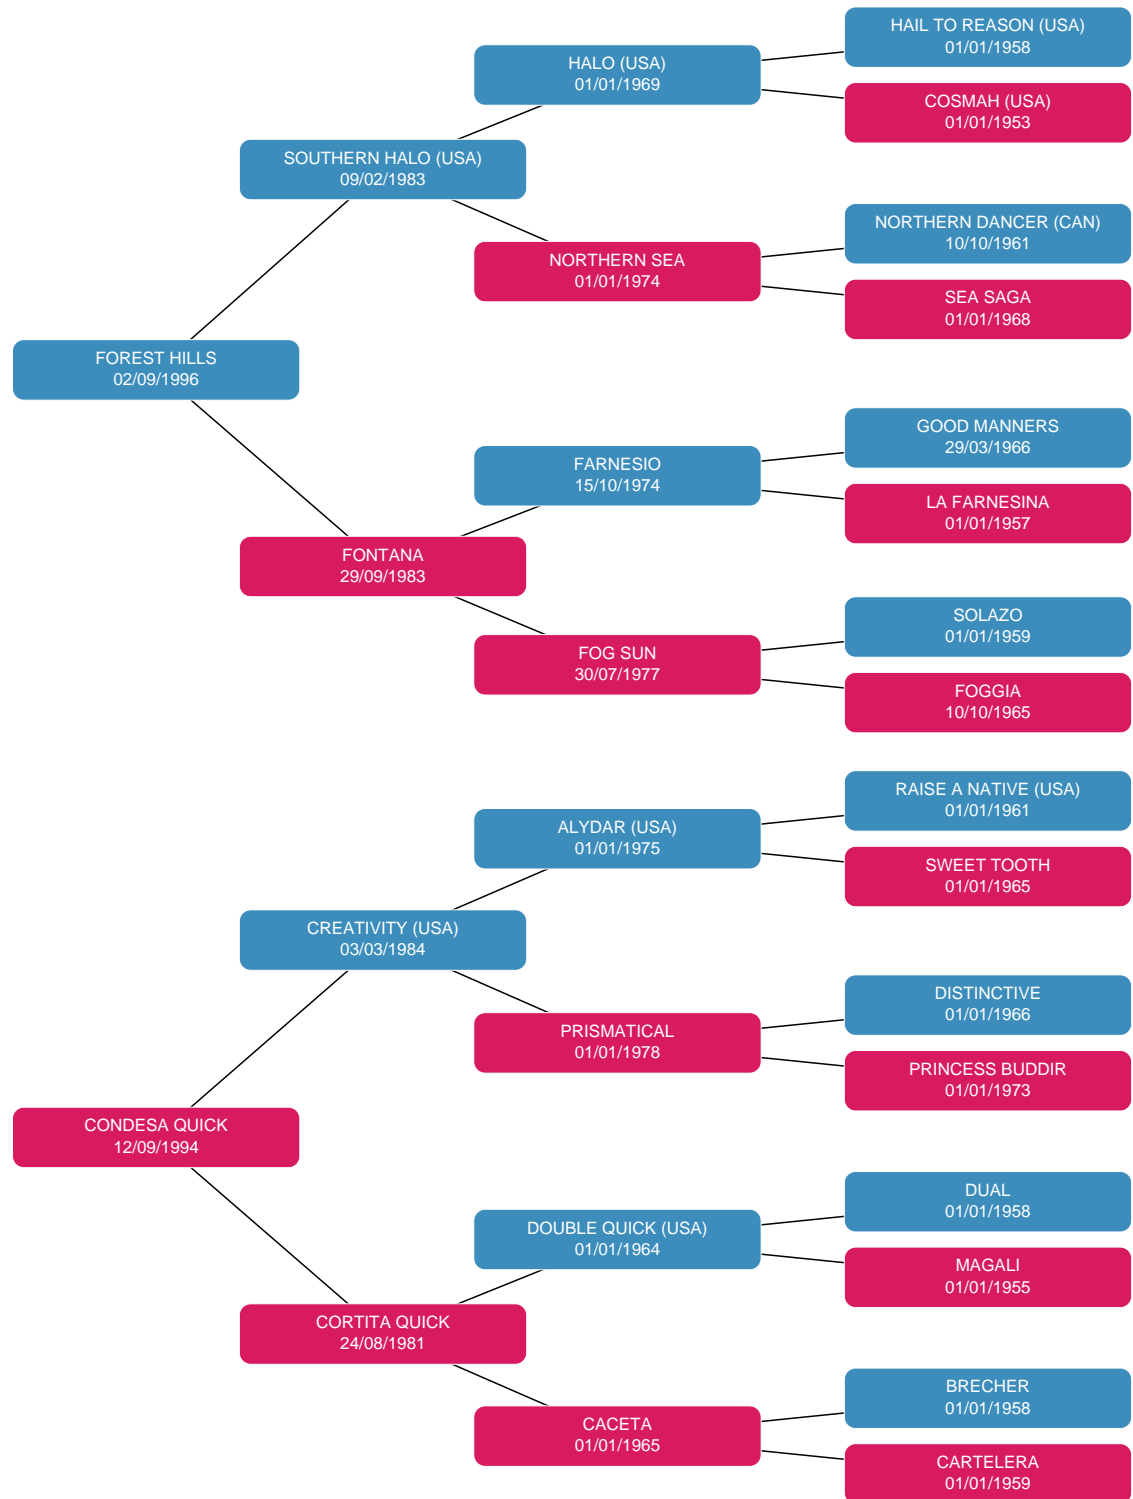 HAIL TO REASON (USA)
01/01/1958
HALO (USA)
01/01/1969
COSMAH (USA)
01/01/1953
SOUTHERN HALO (USA)
09/02/1983
NORTHERN DANCER (CAN)
10/10/1961
NORTHERN SEA
01/01/1974
SEA SAGA
01/01/1968
FOREST HILLS
02/09/1996
GOOD MANNERS
29/03/1966
FARNESIO
15/10/1974
LA FARNESINA
01/01/1957
FONTANA
29/09/1983
SOLAZO
01/01/1959
FOG SUN
30/07/1977
FOGGIA
10/10/1965
RAISE A NATIVE (USA)
01/01/1961
ALYDAR (USA)
01/01/1975
SWEET TOOTH
01/01/1965
CREATIVITY (USA)
03/03/1984
DISTINCTIVE
01/01/1966
PRISMATICAL
01/01/1978
PRINCESS BUDDIR
01/01/1973
CONDESA QUICK
12/09/1994
DUAL
01/01/1958
DOUBLE QUICK (USA)
01/01/1964
MAGALI
01/01/1955
CORTITA QUICK
24/08/1981
BRECHER
01/01/1958
CACETA
01/01/1965
CARTELERA
01/01/1959